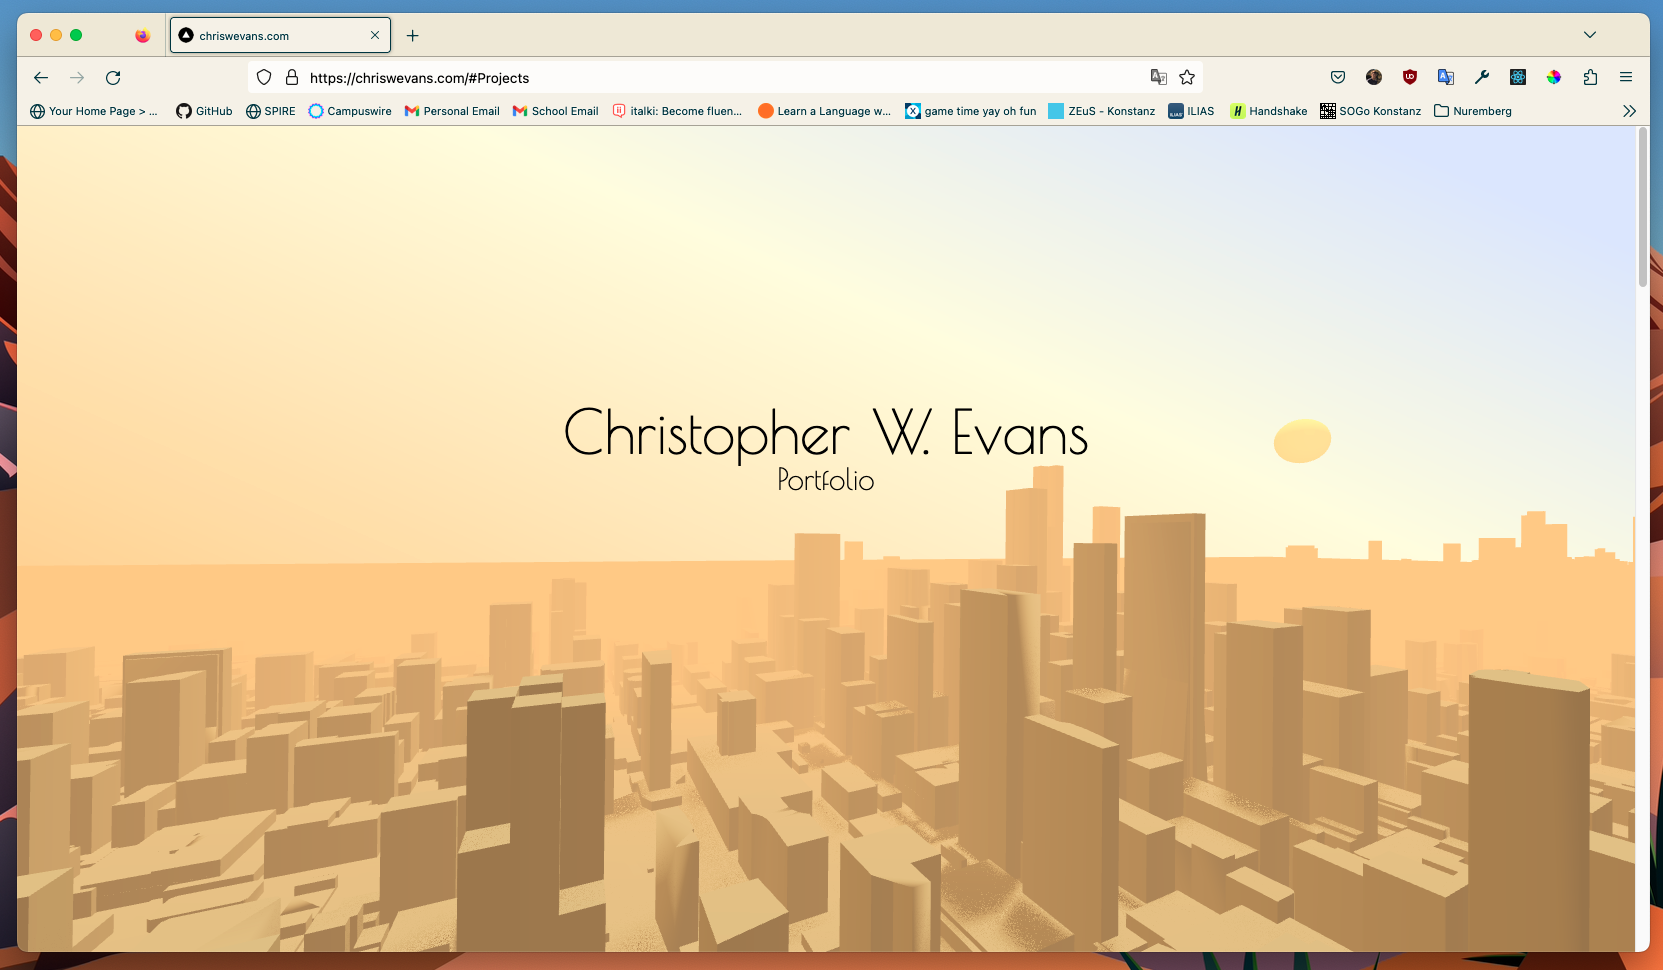 chriswevans.com
https://chriswevans.com/#Projects
Your Home Page > ... GitHub SPIRE Campuswire Personal Email School Email italki: Become fluen... Learn a Language w... game time yay oh fun ZEuS - Konstanz ILIAS Handshake SOGo Konstanz Nuremberg
Christopher W. Evans
Portfolio